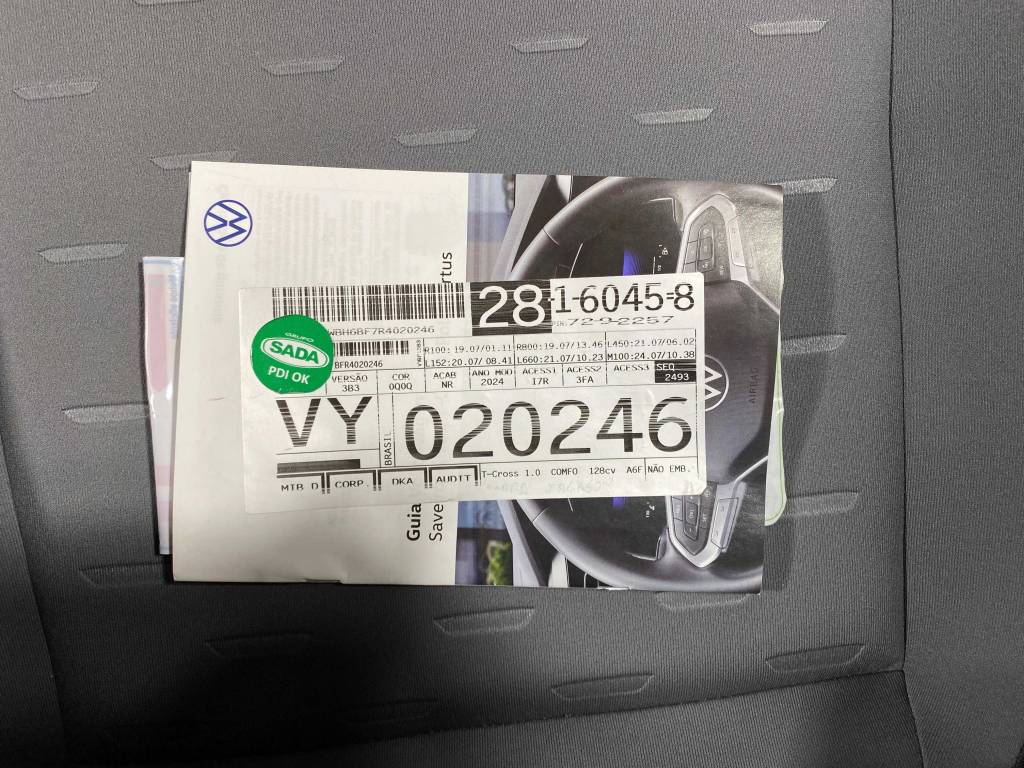 28-1-6045-8
WBH6BF7R4020246
PIN: 72-9-2257
GRUPO
SADA
PDI OK
BFR4020246
R100: 19.07/01.11 R800:19.07/13.46 L450:21.07/06.02
L152:20.07/ 08.41 L660:21.07/10.23 M100:24.07/10.38
VERSÃO COR ACAB ANO MOD ACESS1 ACESS2 ACESS3 SEQ
3B3 0Q0Q NR 2024 I7R 3FA 2493
VY
BRASIL
020246
MTB D CORP. DKA AUDIT T-Cross 1.0 COMFO 128cv A6F NÃO EMB.
rtus
Guia
Save
AIRBAG